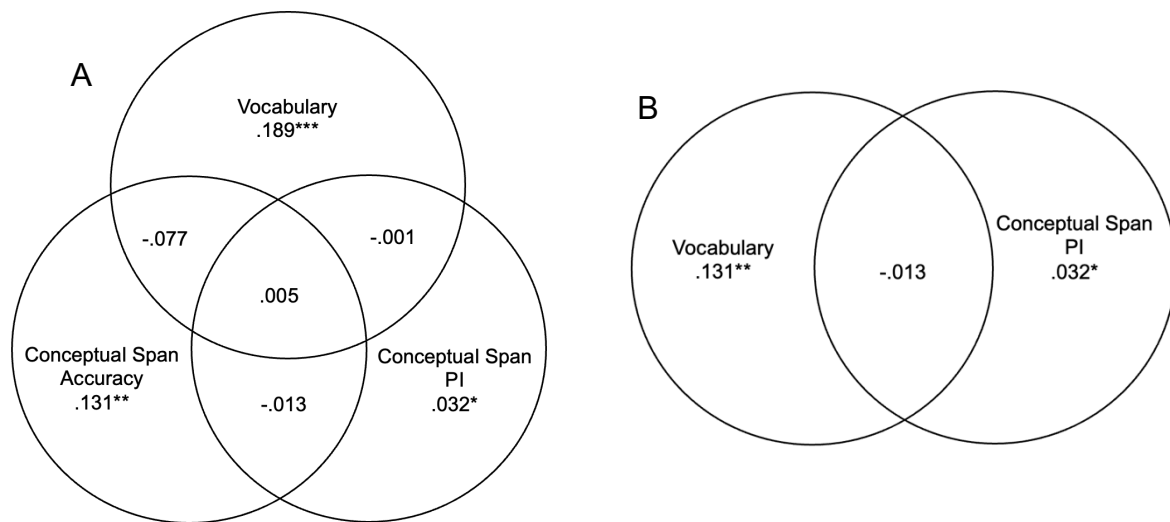 A
Vocabulary
.189***
-.077
-.001
.005
Conceptual Span
Accuracy
.131**
-.013
Conceptual Span
PI
.032*
B
Vocabulary
.131**
-.013
Conceptual Span
PI
.032*